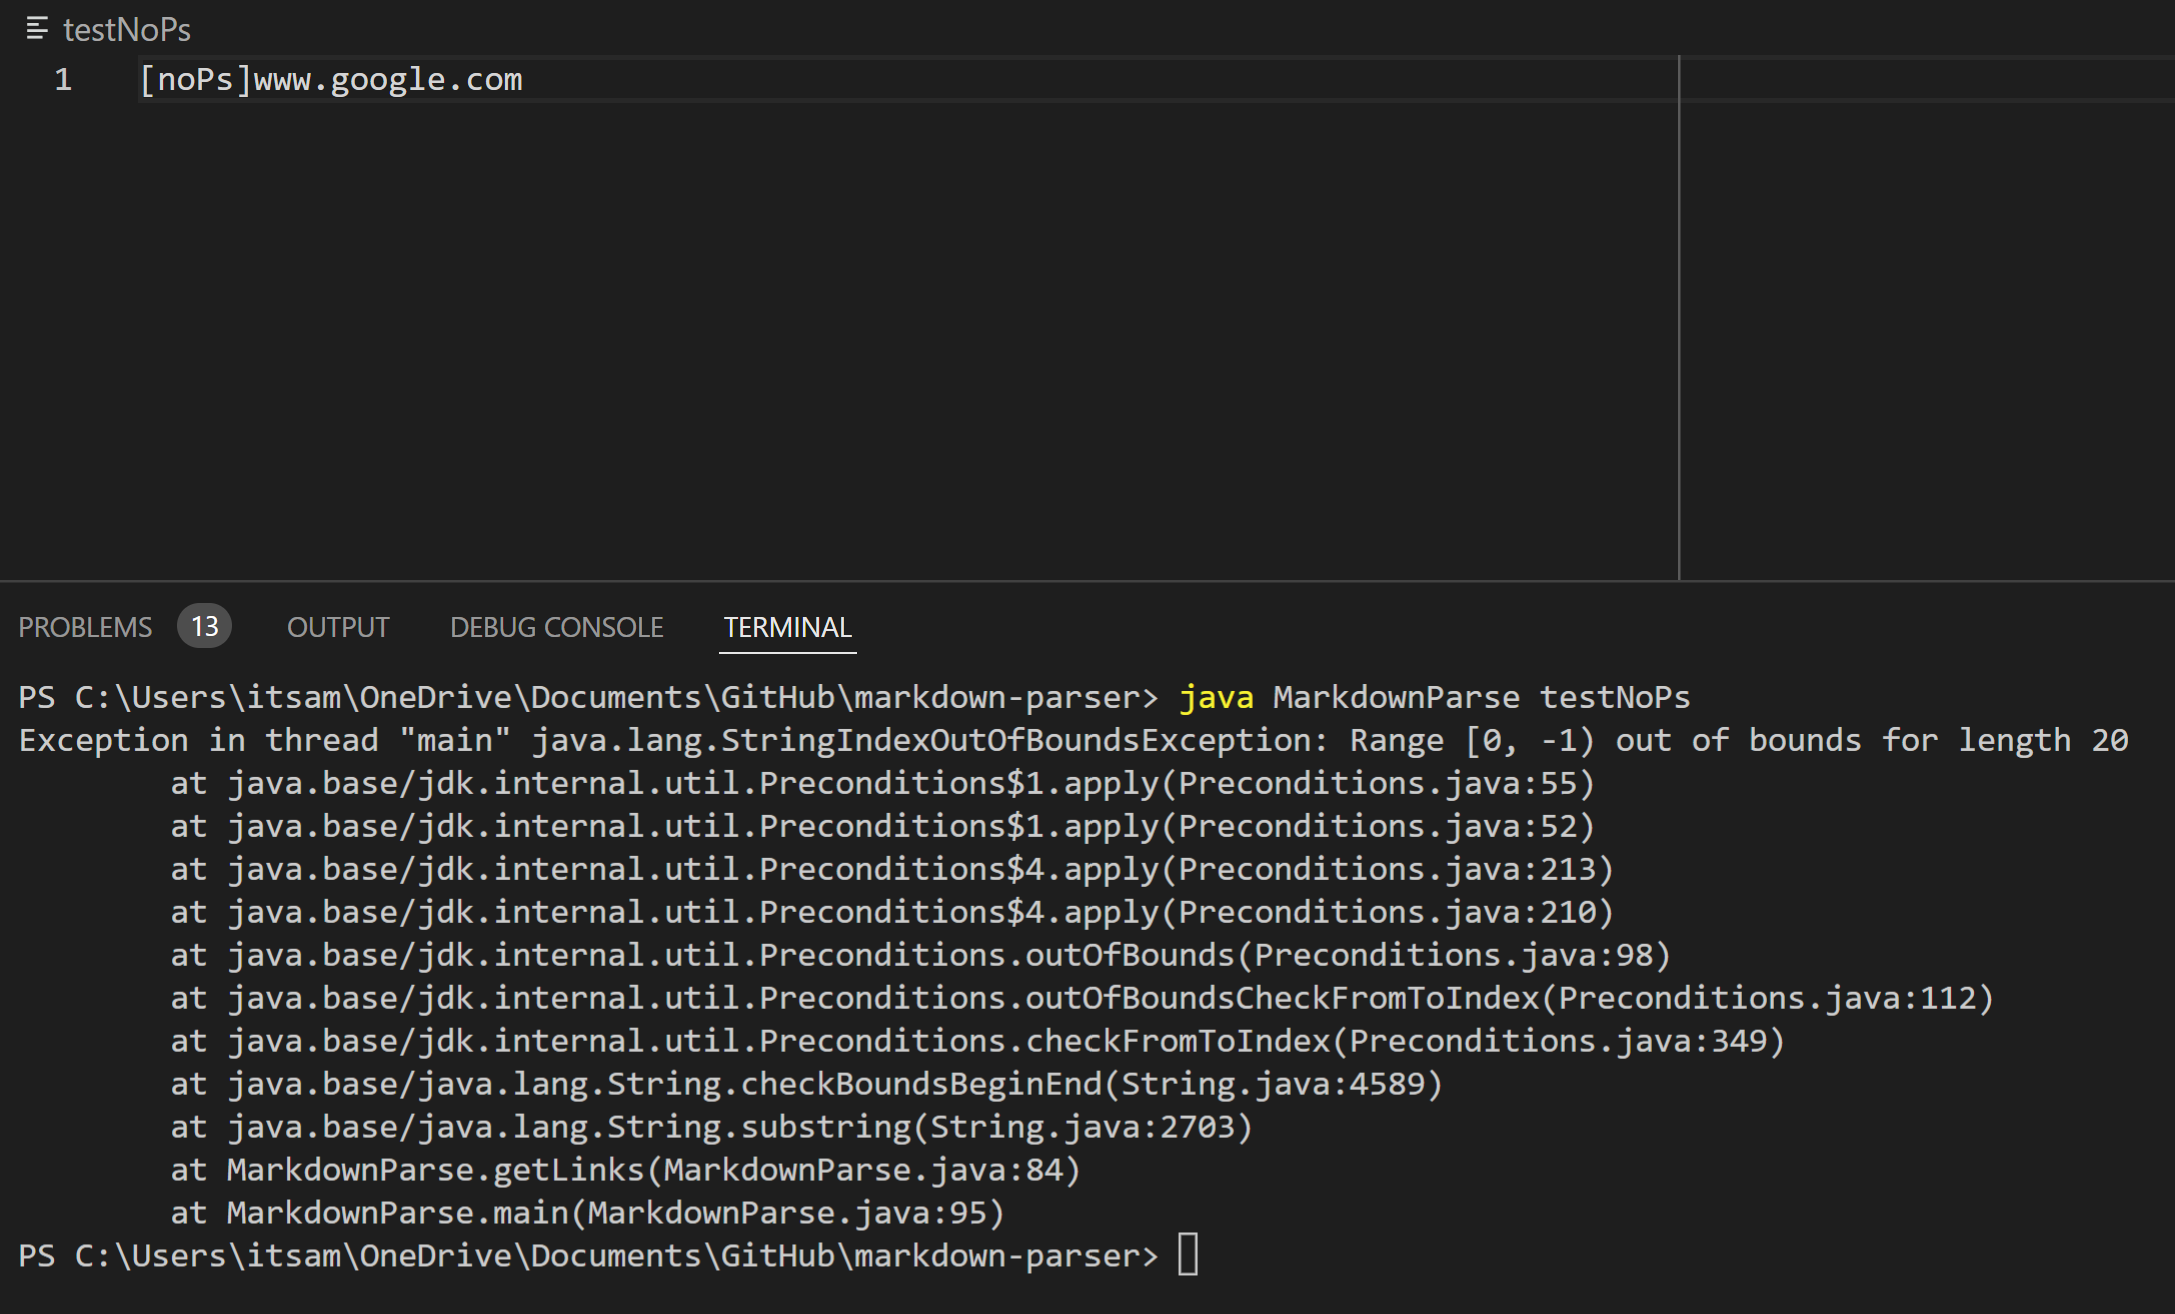 testNoPs
1 [noPs]www.google.com
PROBLEMS 13 OUTPUT DEBUG CONSOLE TERMINAL
PS C:\Users\itsam\OneDrive\Documents\GitHub\markdown-parser> java MarkdownParse testNoPs
Exception in thread "main" java.lang.StringIndexOutOfBoundsException: Range [0, -1) out of bounds for length 20
at java.base/jdk.internal.util.Preconditions$1.apply(Preconditions.java:55)
at java.base/jdk.internal.util.Preconditions$1.apply(Preconditions.java:52)
at java.base/jdk.internal.util.Preconditions$4.apply(Preconditions.java:213)
at java.base/jdk.internal.util.Preconditions$4.apply(Preconditions.java:210)
at java.base/jdk.internal.util.Preconditions.outOfBounds(Preconditions.java:98)
at java.base/jdk.internal.util.Preconditions.outOfBoundsCheckFromToIndex(Preconditions.java:112)
at java.base/jdk.internal.util.Preconditions.checkFromToIndex(Preconditions.java:349)
at java.base/java.lang.String.checkBoundsBeginEnd(String.java:4589)
at java.base/java.lang.String.substring(String.java:2703)
at MarkdownParse.getLinks(MarkdownParse.java:84)
at MarkdownParse.main(MarkdownParse.java:95)
PS C:\Users\itsam\OneDrive\Documents\GitHub\markdown-parser>